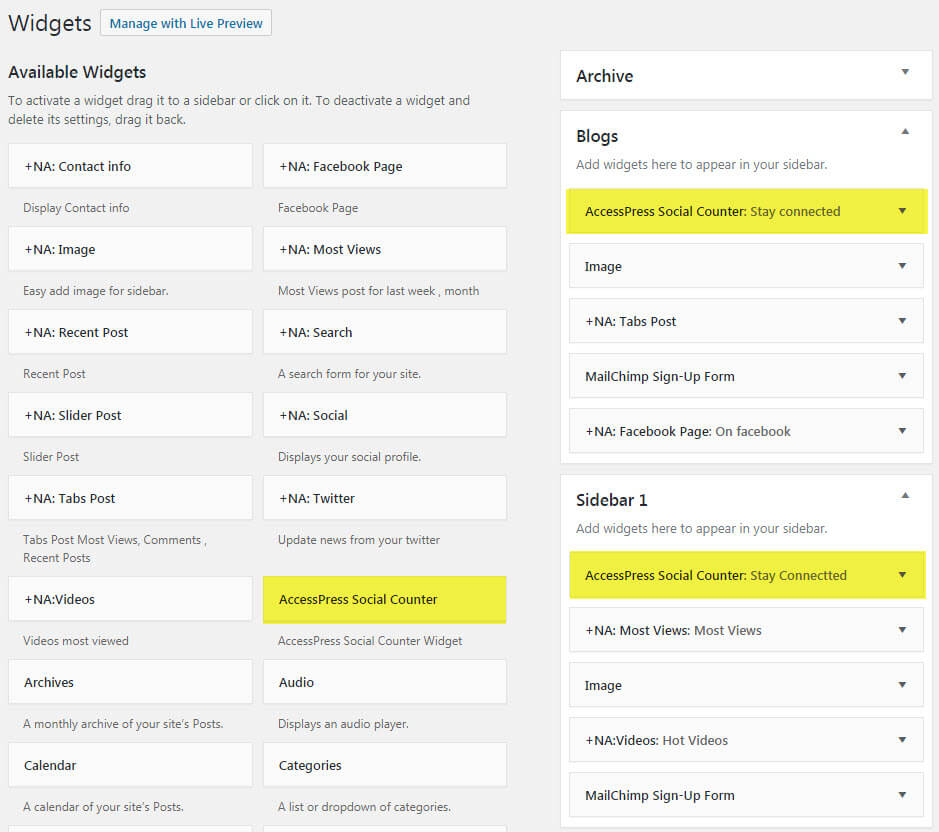 Widgets
Manage with Live Preview
Available Widgets
To activate a widget drag it to a sidebar or click on it. To deactivate a widget and
delete its settings, drag it back.
+NA: Contact info
+NA: Facebook Page
Display Contact info
Facebook Page
+NA: Image
+NA: Most Views
Easy add image for sidebar.
Most Views post for last week , month
+NA: Recent Post
+NA: Search
Recent Post
A search form for your site.
+NA: Slider Post
+NA: Social
Slider Post
Displays your social profile.
+NA: Tabs Post
+NA: Twitter
Tabs Post Most Views, Comments ,
Recent Posts
Update news from your twitter
+NA:Videos
AccessPress Social Counter
Videos most viewed
AccessPress Social Counter Widget
Archives
Audio
A monthly archive of your site's Posts.
Displays an audio player.
Calendar
Categories
A calendar of your site's Posts.
A list or dropdown of categories.
Archive
Blogs
Add widgets here to appear in your sidebar.
AccessPress Social Counter: Stay connected
Image
+NA: Tabs Post
MailChimp Sign-Up Form
+NA: Facebook Page: On facebook
Sidebar 1
Add widgets here to appear in your sidebar.
AccessPress Social Counter: Stay Connectted
+NA: Most Views: Most Views
Image
+NA:Videos: Hot Videos
MailChimp Sign-Up Form